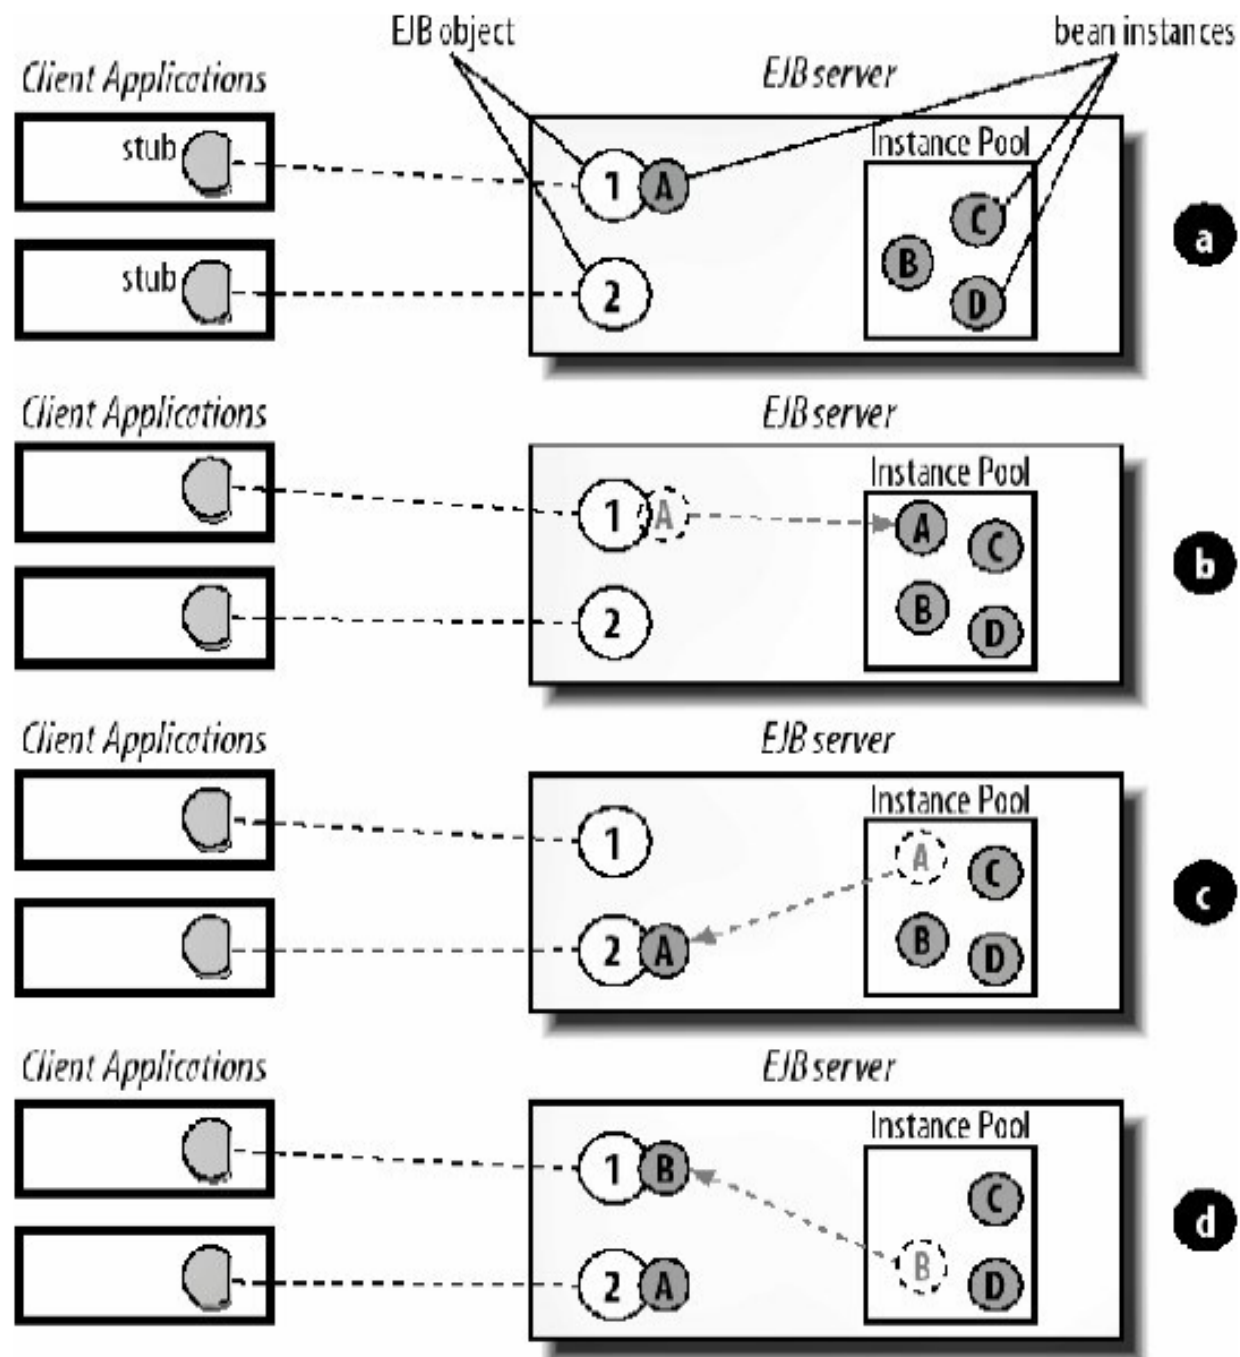 EJB object
bean instances
Client Applications
EJB server
stub
1 A
Instance Pool
C
B
D
a
stub
2
Client Applications
EJB server
1 A
Instance Pool
A
C
B
D
b
2
Client Applications
EJB server
1
Instance Pool
A
C
B
D
c
2 A
Client Applications
EJB server
1 B
Instance Pool
C
B
D
d
2 A